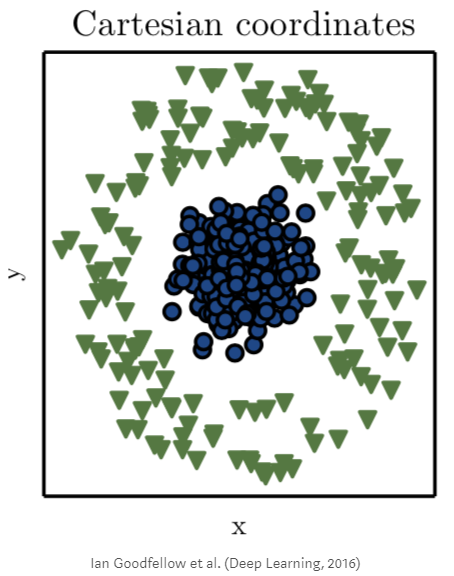 Cartesian coordinates
y
x
Ian Goodfellow et al. (Deep Learning, 2016)